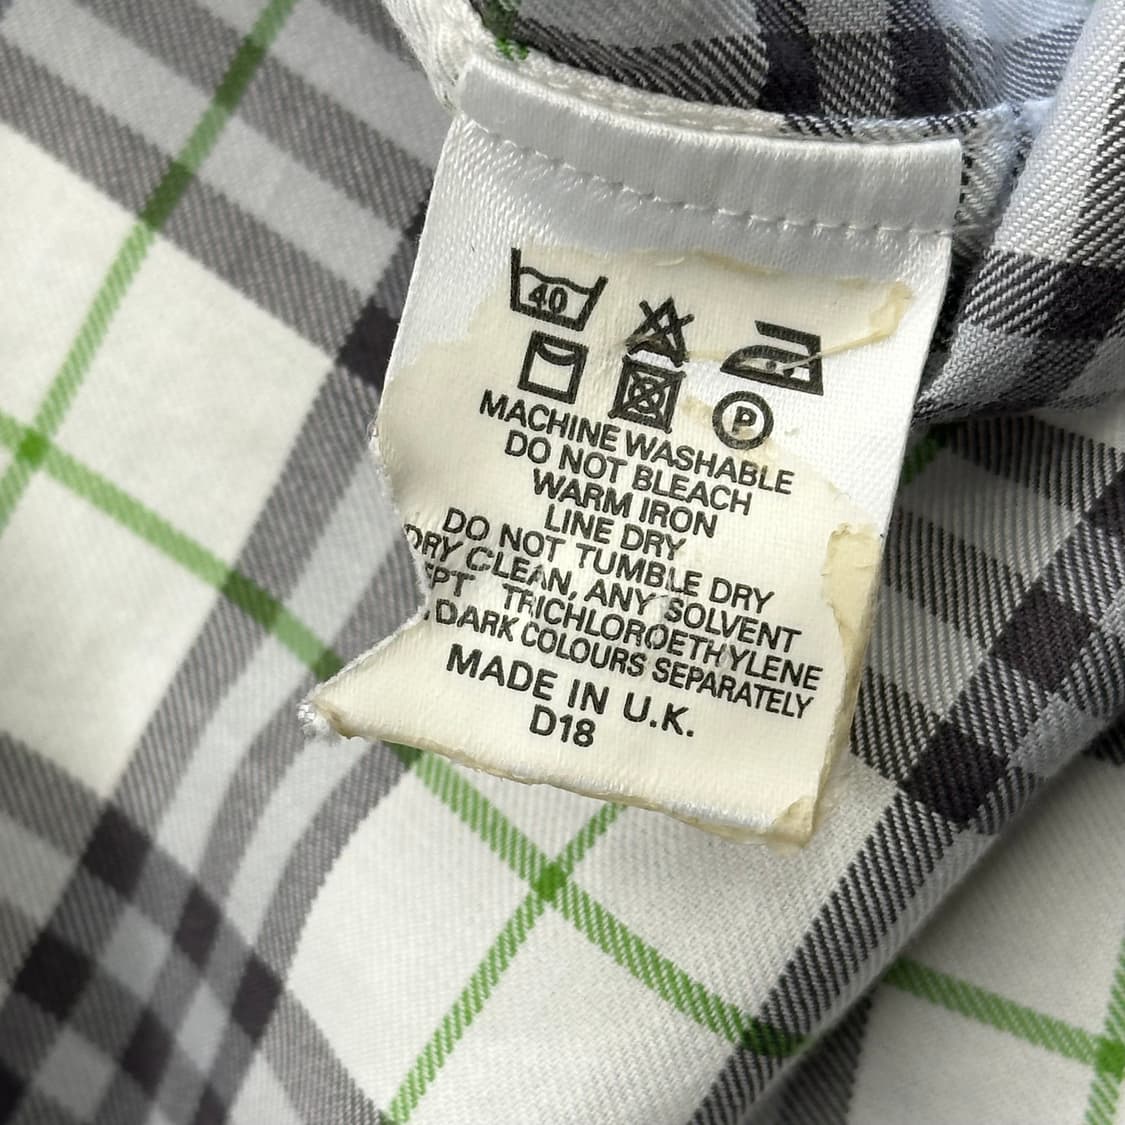 40
P
MACHINE WASHABLE
DO NOT BLEACH
WARM IRON
LINE DRY
DO NOT TUMBLE DRY
DRY CLEAN, ANY SOLVENT
EPT TRICHLOROETHYLENE
, DARK COLOURS SEPARATELY
MADE IN U.K.
D18